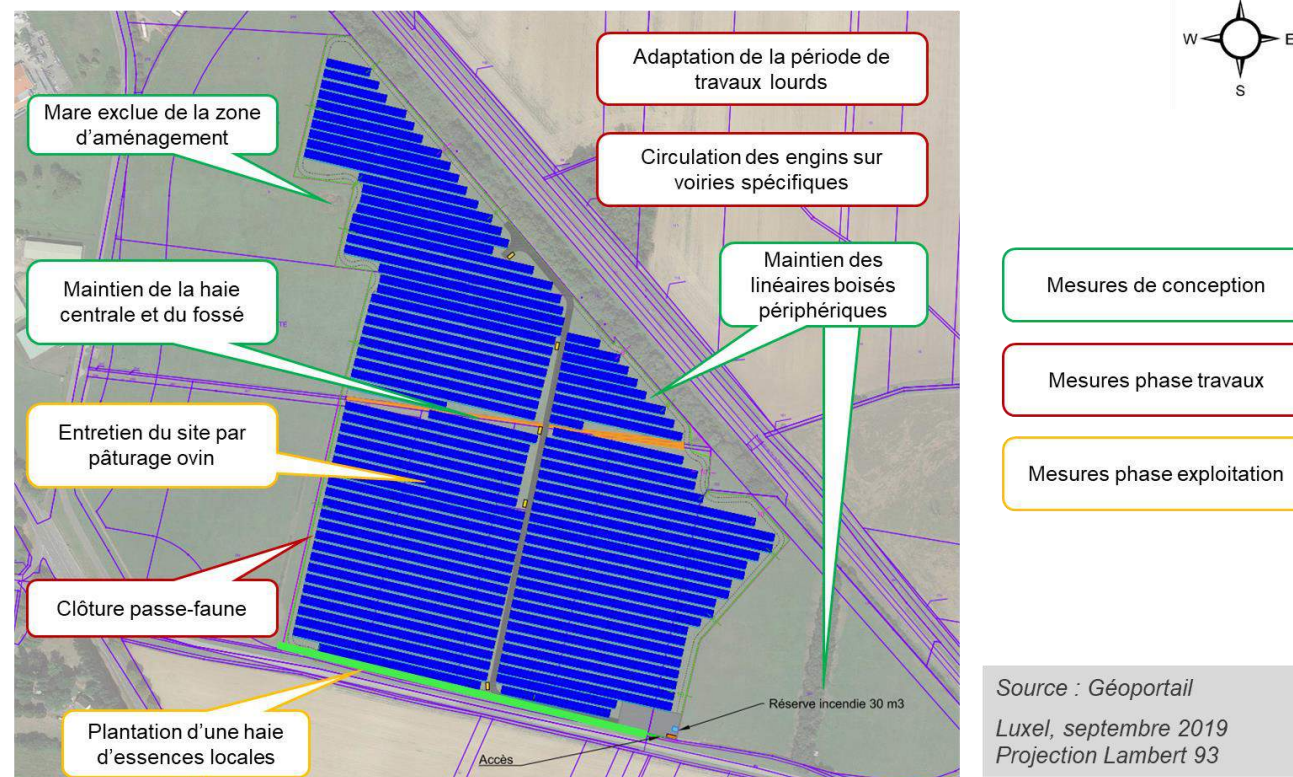 Adaptation de la période de
travaux lourds
W
E
S
Mare exclue de la zone
d'aménagement
Circulation des engins sur
voiries spécifiques
Maintien des
linéaires boisés
périphériques
Mesures de conception
Maintien de la haie
centrale et du fossé
Mesures phase travaux
Entretien du site par
pâturage ovin
Mesures phase exploitation
Clôture passe-faune
Plantation d'une haie
d'essences locales
Réserve incendie 30 m3
Accès
Source : Géoportail
Luxel, septembre 2019
Projection Lambert 93